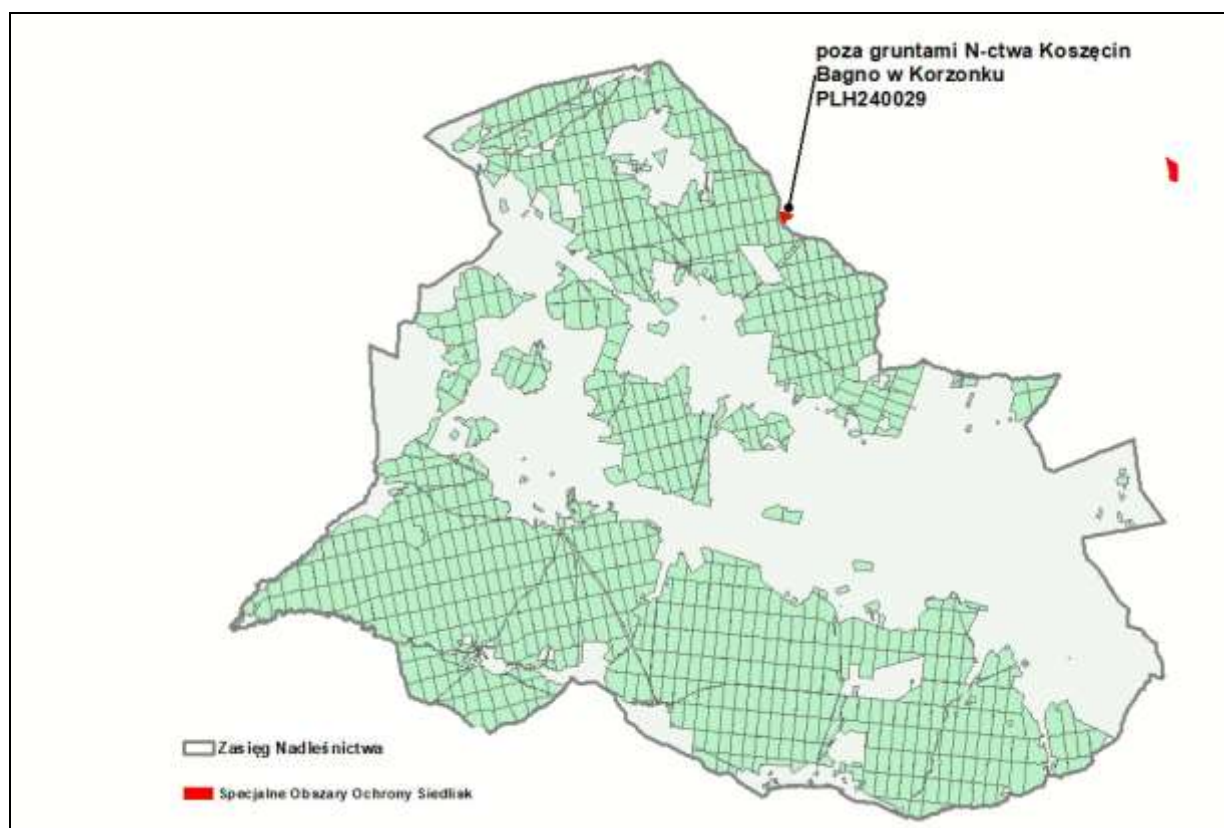 poza gruntami N-ctwa Koszęcin
Bagno w Korzonku
PLH240029
Zasięg Nadleśnictwa
Specjalne Obszary Ochrony Siedlisk